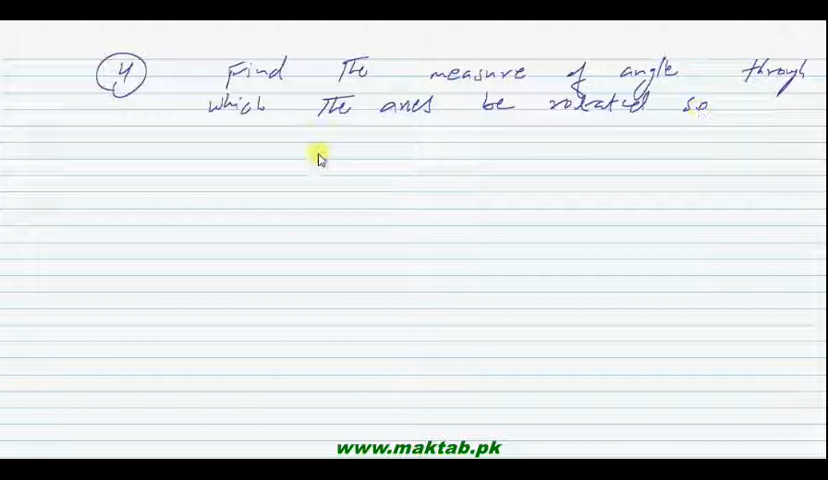 4 Find The measure of angle through
which The axes be rotated so
www.maktab.pk